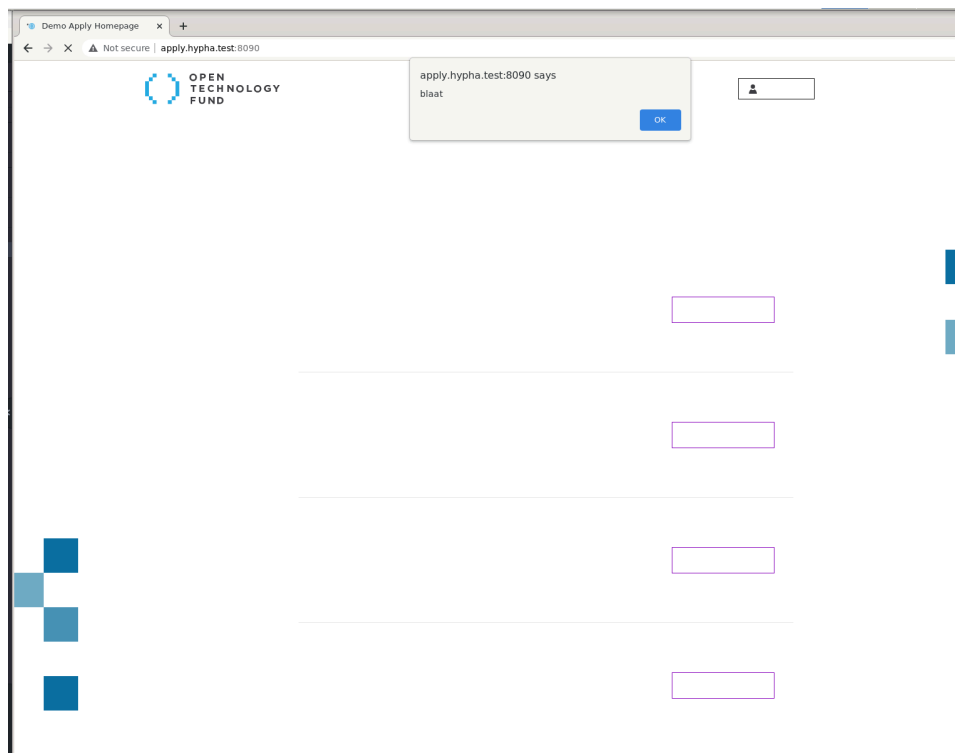 Demo Apply Homepage
Not secure | apply.hypha.test:8090
OPEN
TECHNOLOGY
FUND
apply.hypha.test:8090 says
blaat
OK